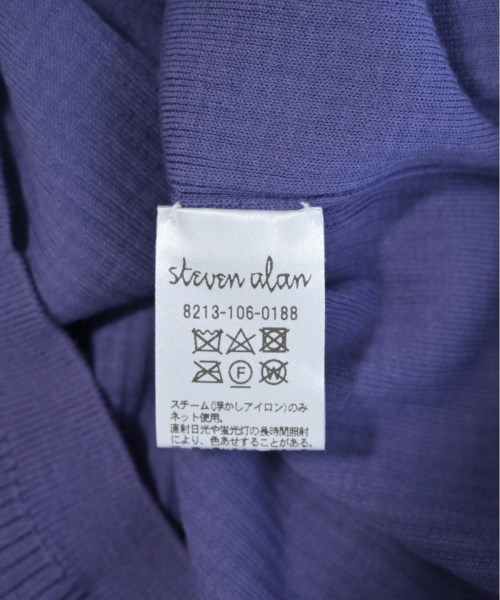 steven alan
8213-106-0188
F
W
スチーム(浮かしアイロン)のみ
ネット使用。
直射日光や蛍光灯の長時間照射
により、色あせすることがある。